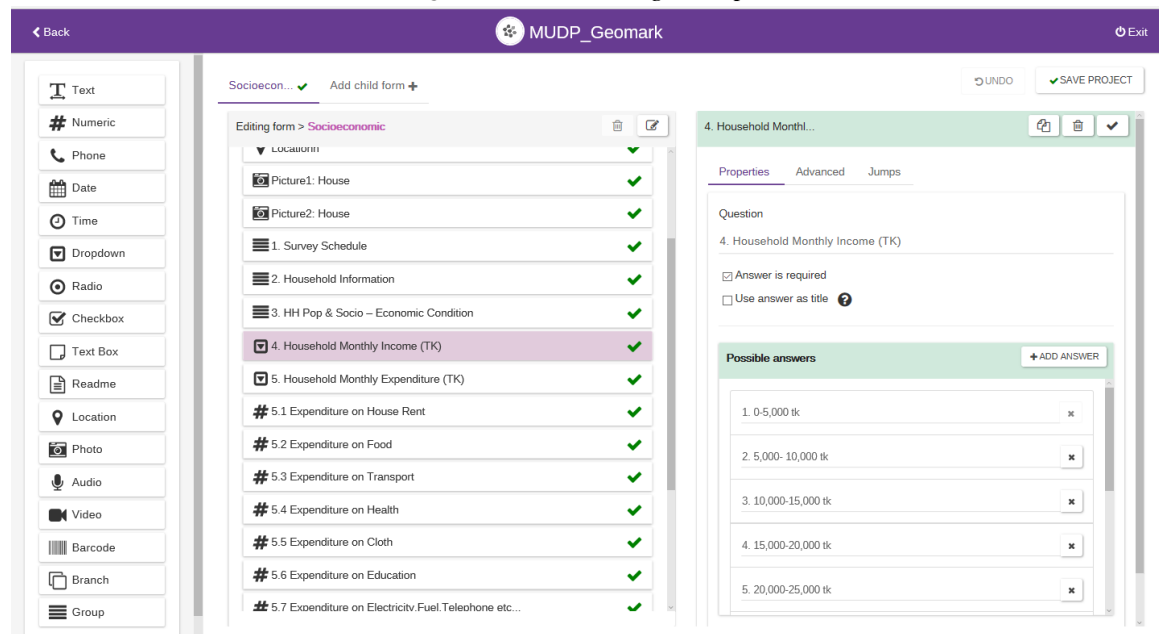 Back
MUDP_Geomark
Exit
Text
Numeric
Phone
Date
Time
Dropdown
Radio
Checkbox
Text Box
Readme
Location
Photo
Audio
Video
Barcode
Branch
Group
Socioecon...
Add child form
UNDO
SAVE PROJECT
Editing form > Socioeconomic
Locationn
Picture1: House
Picture2: House
1. Survey Schedule
2. Household Information
3. HH Pop & Socio – Economic Condition
4. Household Monthly Income (TK)
5. Household Monthly Expenditure (TK)
5.1 Expenditure on House Rent
5.2 Expenditure on Food
5.3 Expenditure on Transport
5.4 Expenditure on Health
5.5 Expenditure on Cloth
5.6 Expenditure on Education
5.7 Expenditure on Electricity,Fuel,Telephone etc...
4. Household Monthl...
Properties Advanced Jumps
Question
4. Household Monthly Income (TK)
Answer is required
Use answer as title
Possible answers
ADD ANSWER
1. 0-5,000 tk
2. 5,000- 10,000 tk
3. 10,000-15,000 tk
4. 15,000-20,000 tk
5. 20,000-25,000 tk